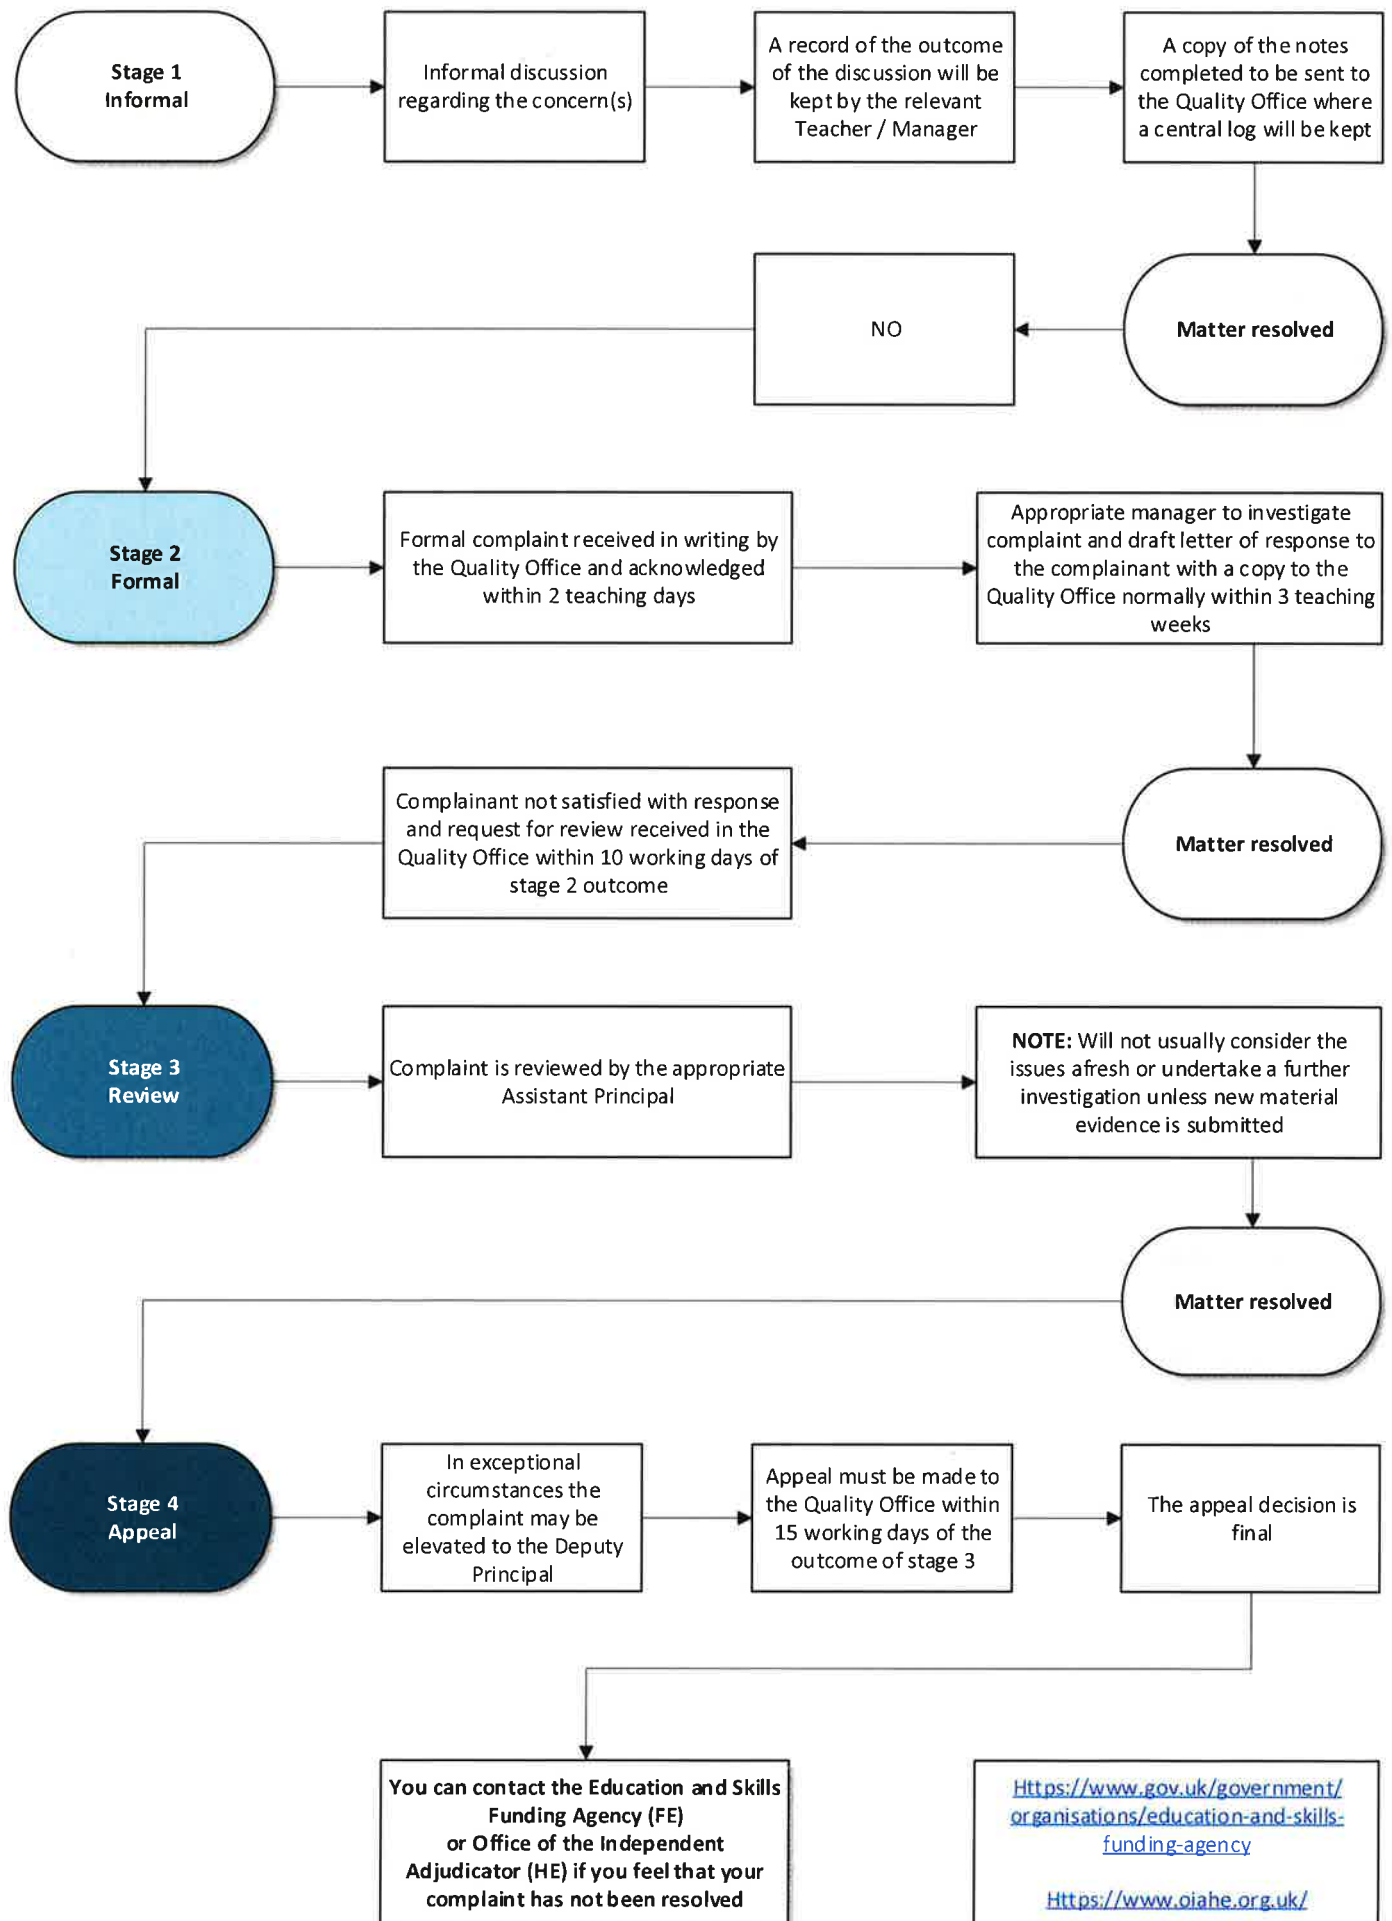 Stage 1
Informal
Informal discussion
regarding the concern(s)
A record of the outcome
of the discussion will be
kept by the relevant
Teacher / Manager
A copy of the notes
completed to be sent to
the Quality Office where
a central log will be kept
Matter resolved
NO
Stage 2
Formal
Formal complaint received in writing by
the Quality Office and acknowledged
within 2 teaching days
Appropriate manager to investigate
complaint and draft letter of response to
the complainant with a copy to the
Quality Office normally within 3 teaching
weeks
Matter resolved
Complainant not satisfied with response
and request for review received in the
Quality Office within 10 working days of
stage 2 outcome
Stage 3
Review
Complaint is reviewed by the appropriate
Assistant Principal
NOTE: Will not usually consider the
issues afresh or undertake a further
investigation unless new material
evidence is submitted
Matter resolved
Stage 4
Appeal
In exceptional
circumstances the
complaint may be
elevated to the Deputy
Principal
Appeal must be made to
the Quality Office within
15 working days of the
outcome of stage 3
The appeal decision is
final
You can contact the Education and Skills
Funding Agency (FE)
or Office of the Independent
Adjudicator (HE) if you feel that your
complaint has not been resolved
Https://www.gov.uk/government/
organisations/education-and-skills-
funding-agency
Https://www.oiahe.org.uk/